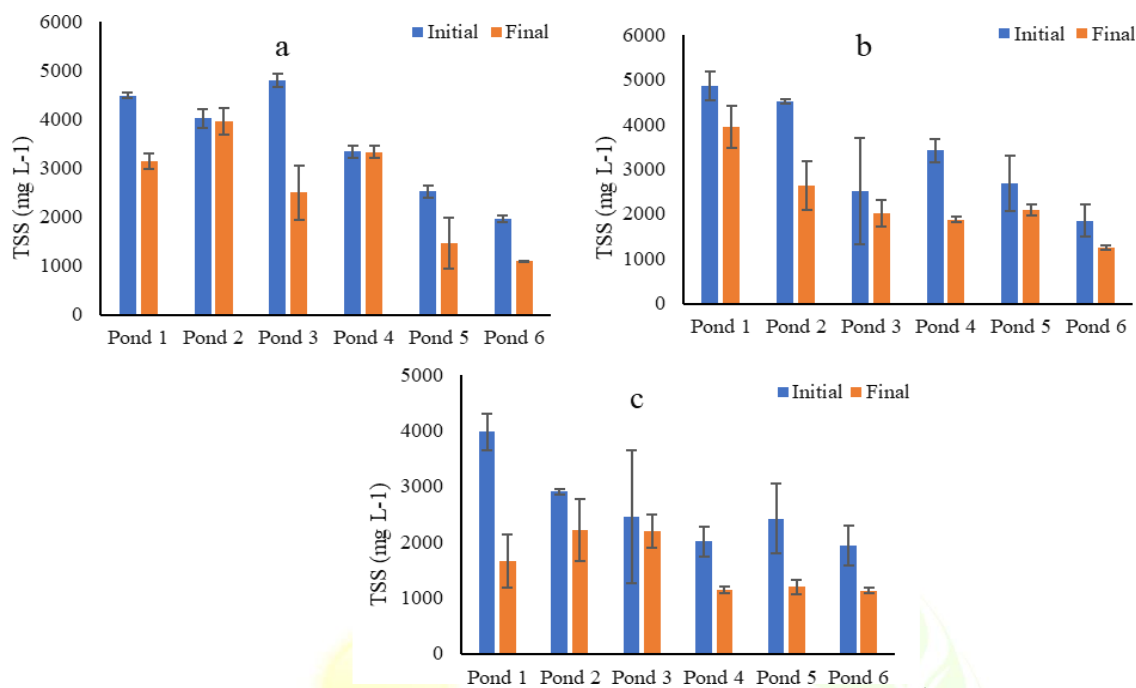 a
Initial Final
TSS (mg L-1)
6000
5000
4000
3000
2000
1000
0
Pond 1 Pond 2 Pond 3 Pond 4 Pond 5 Pond 6
b
Initial Final
TSS (mg L-1)
6000
5000
4000
3000
2000
1000
0
Pond 1 Pond 2 Pond 3 Pond 4 Pond 5 Pond 6
c
Initial Final
TSS (mg L-1)
5000
4000
3000
2000
1000
0
Pond 1 Pond 2 Pond 3 Pond 4 Pond 5 Pond 6